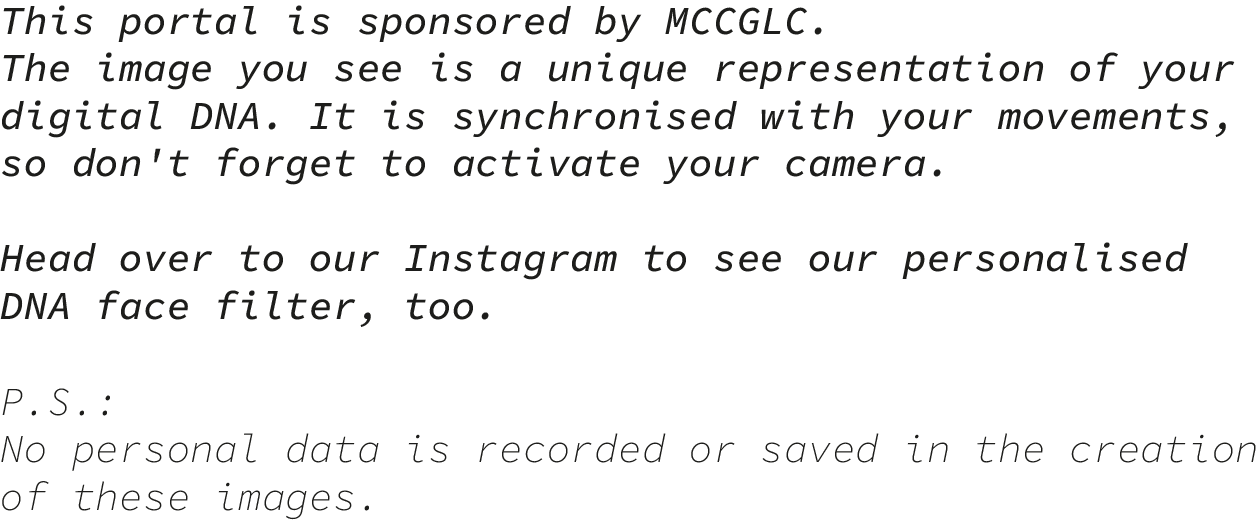 This portal is sponsored by MCCGLC.
The image you see is a unique representation of your
digital DNA. It is synchronised with your movements,
so don't forget to activate your camera.
Head over to our Instagram to see our personalised
DNA face filter, too.
P.S.:
No personal data is recorded or saved in the creation
of these images.